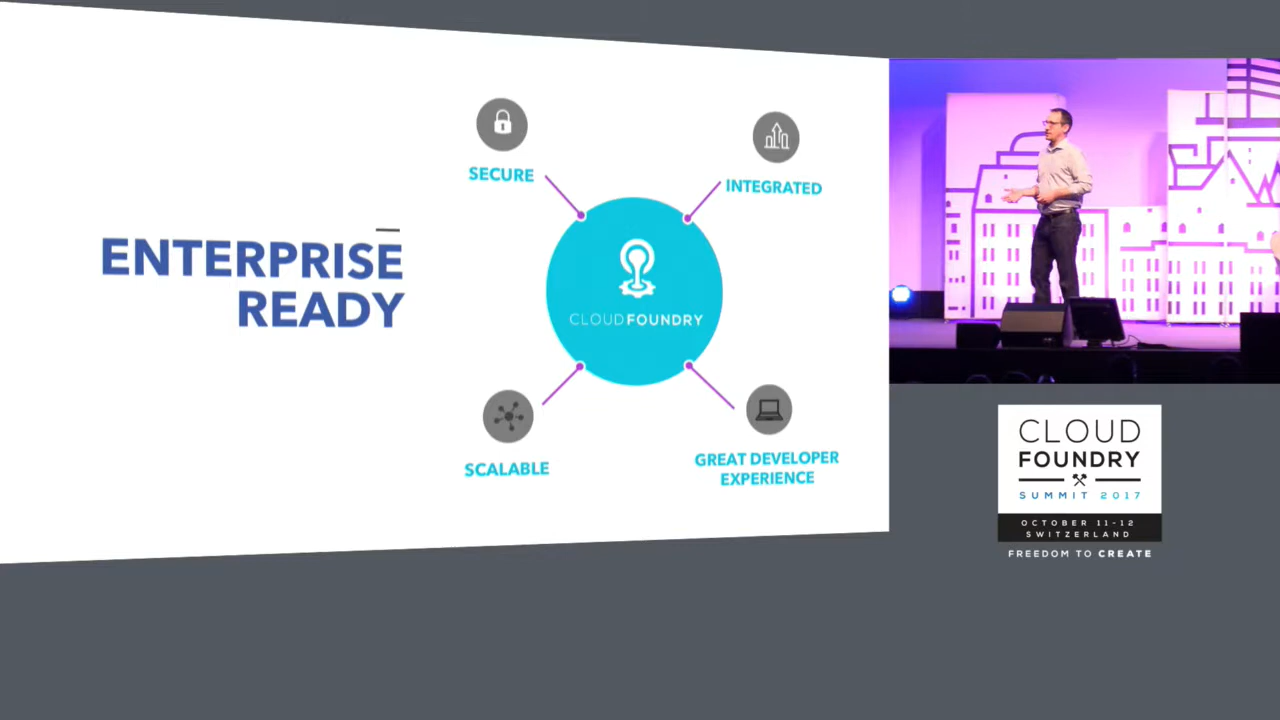 ENTERPRISE
READY
SECURE
INTEGRATED
CLOUDFOUNDRY
SCALABLE
GREAT DEVELOPER
EXPERIENCE
CLOUD
FOUNDRY
SUMMIT 2017
OCTOBER 11-12
SWITZERLAND
FREEDOM TO CREATE